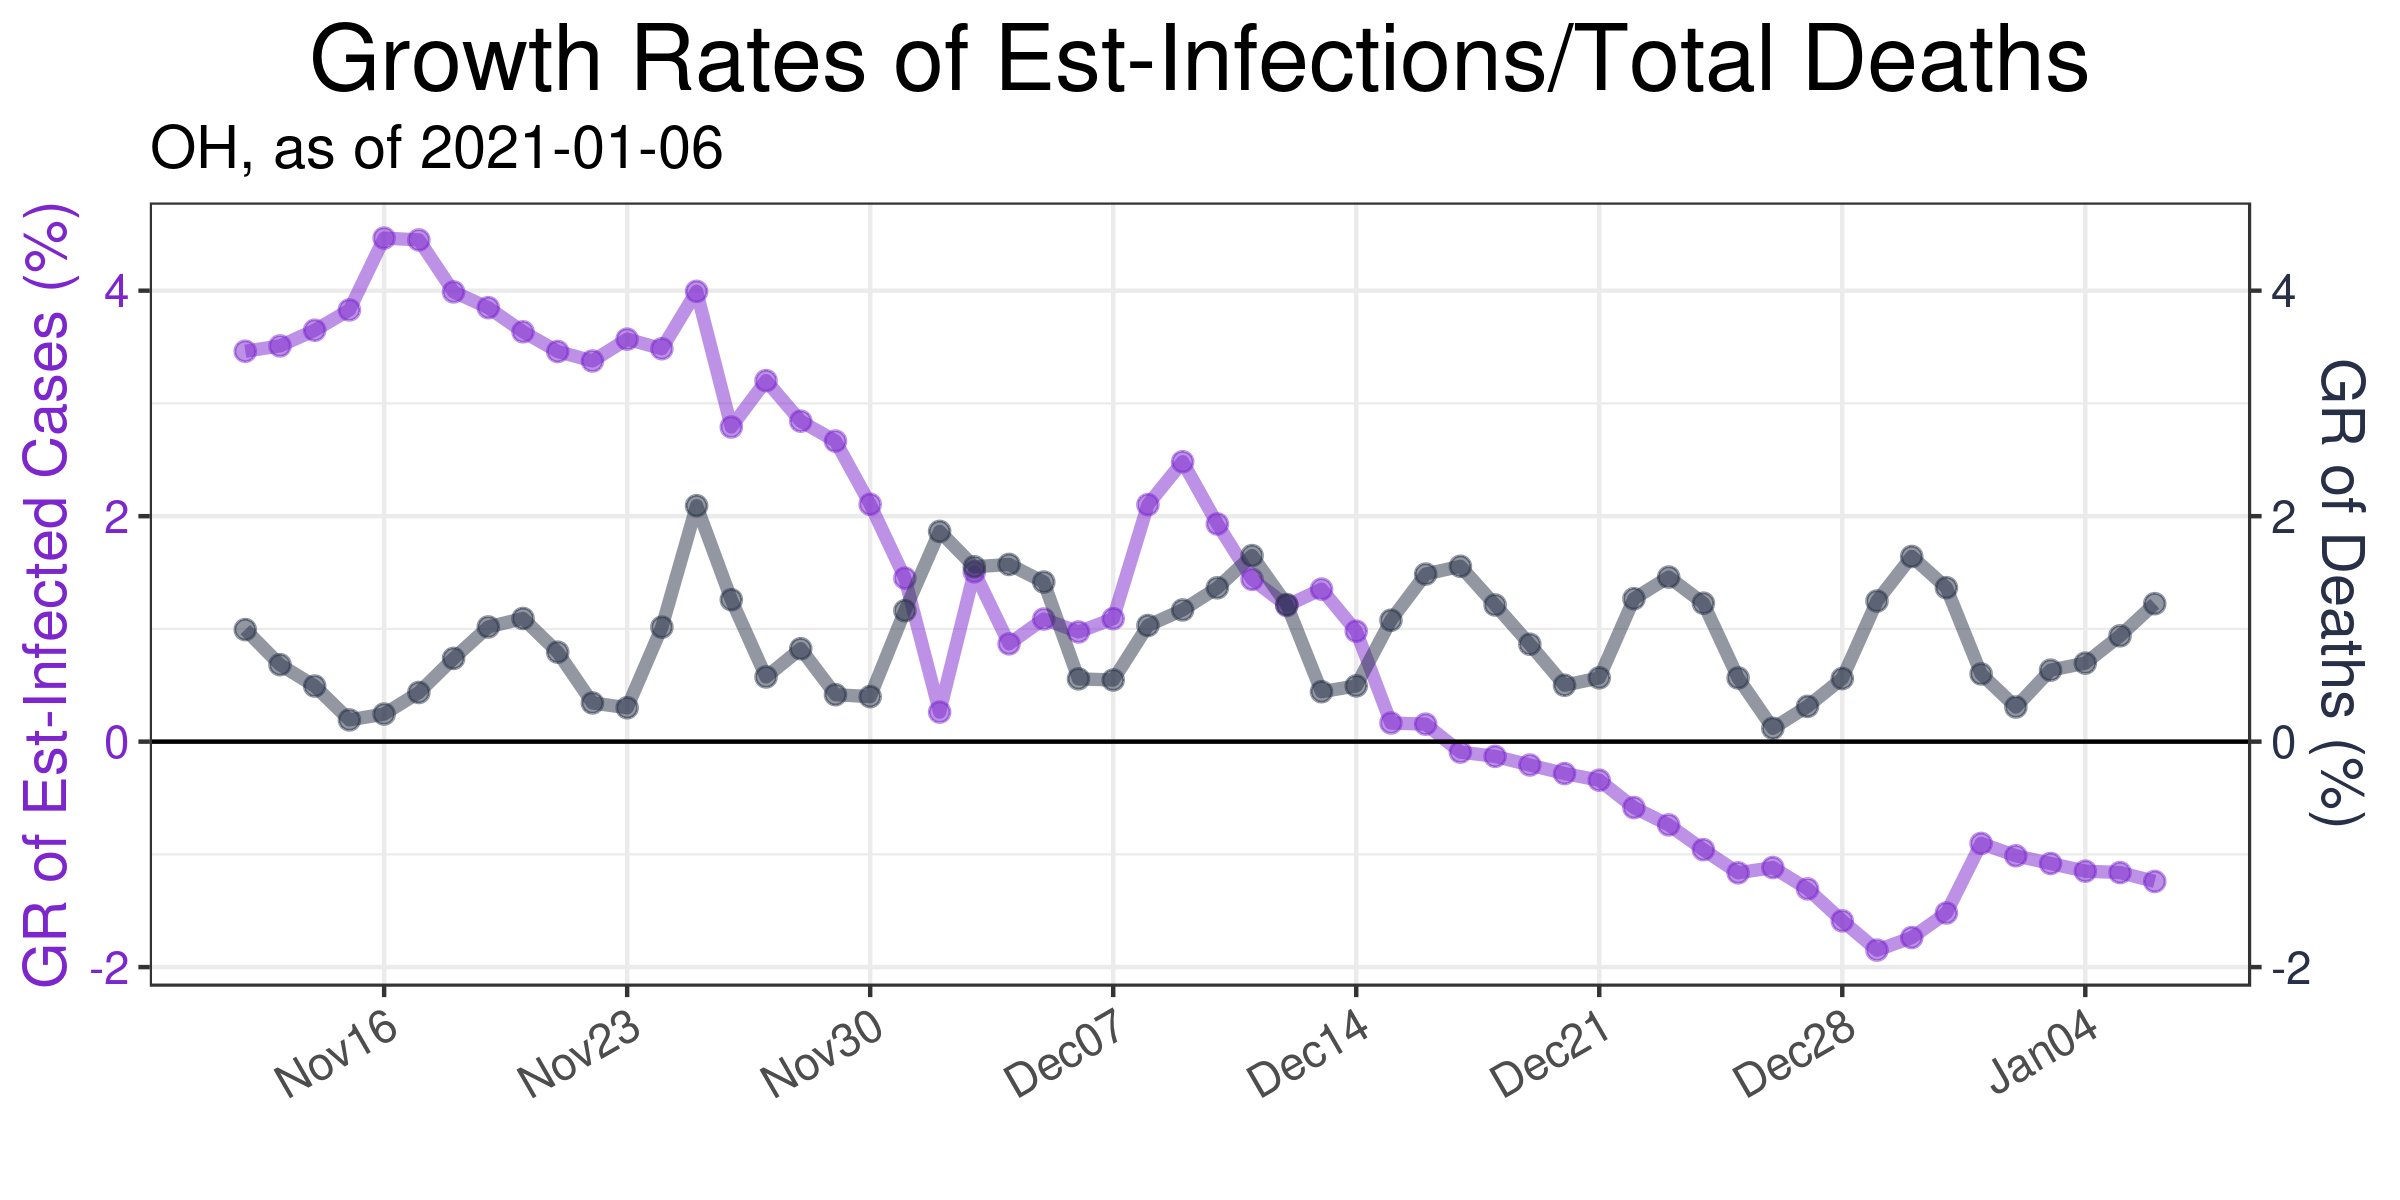 Growth Rates of Est-Infections/Total Deaths
OH, as of 2021-01-06
GR of Est-Infected Cases (%)
4
2
0
-2
4
2
0
-2
GR of Deaths (%)
Nov16
Nov23
Nov30
Dec07
Dec14
Dec21
Dec28
Jan04